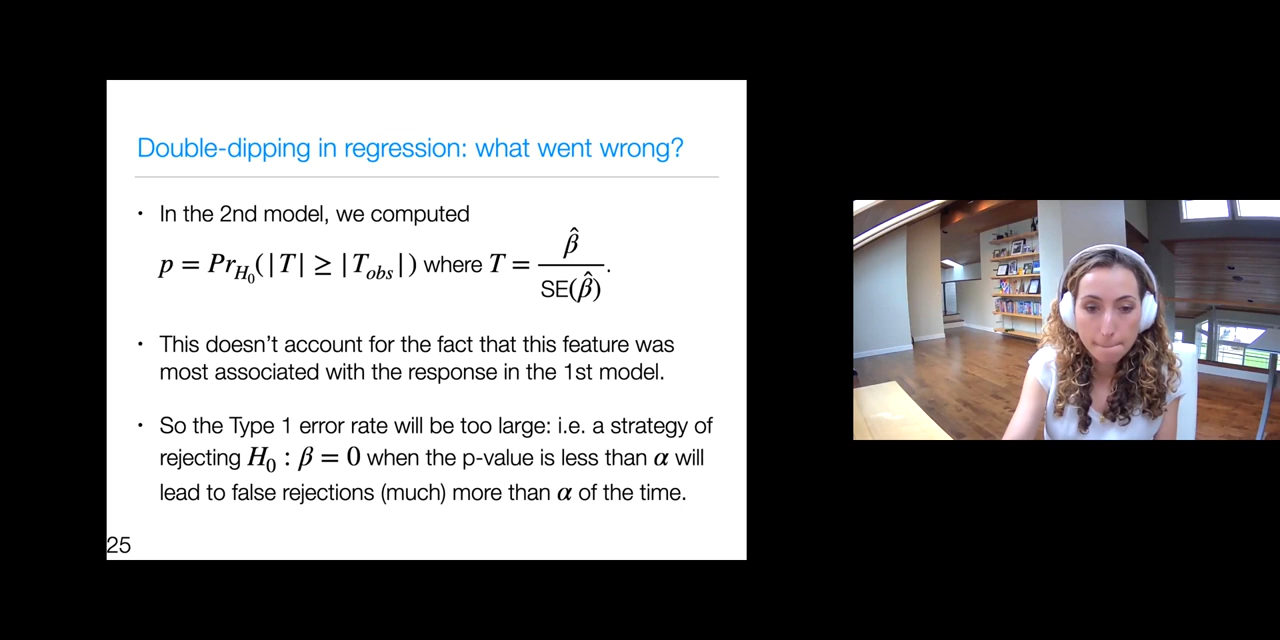 Double-dipping in regression: what went wrong?
• In the 2nd model, we computed
p = Pr_{H_0}(|T| ≥ |T_{obs}|) where T = \frac{\hat{β}}{SE(\hat{β})}.
• This doesn’t account for the fact that this feature was
most associated with the response in the 1st model.
• So the Type 1 error rate will be too large: i.e. a strategy of
rejecting H_0 : β = 0 when the p-value is less than α will
lead to false rejections (much) more than α of the time.
25